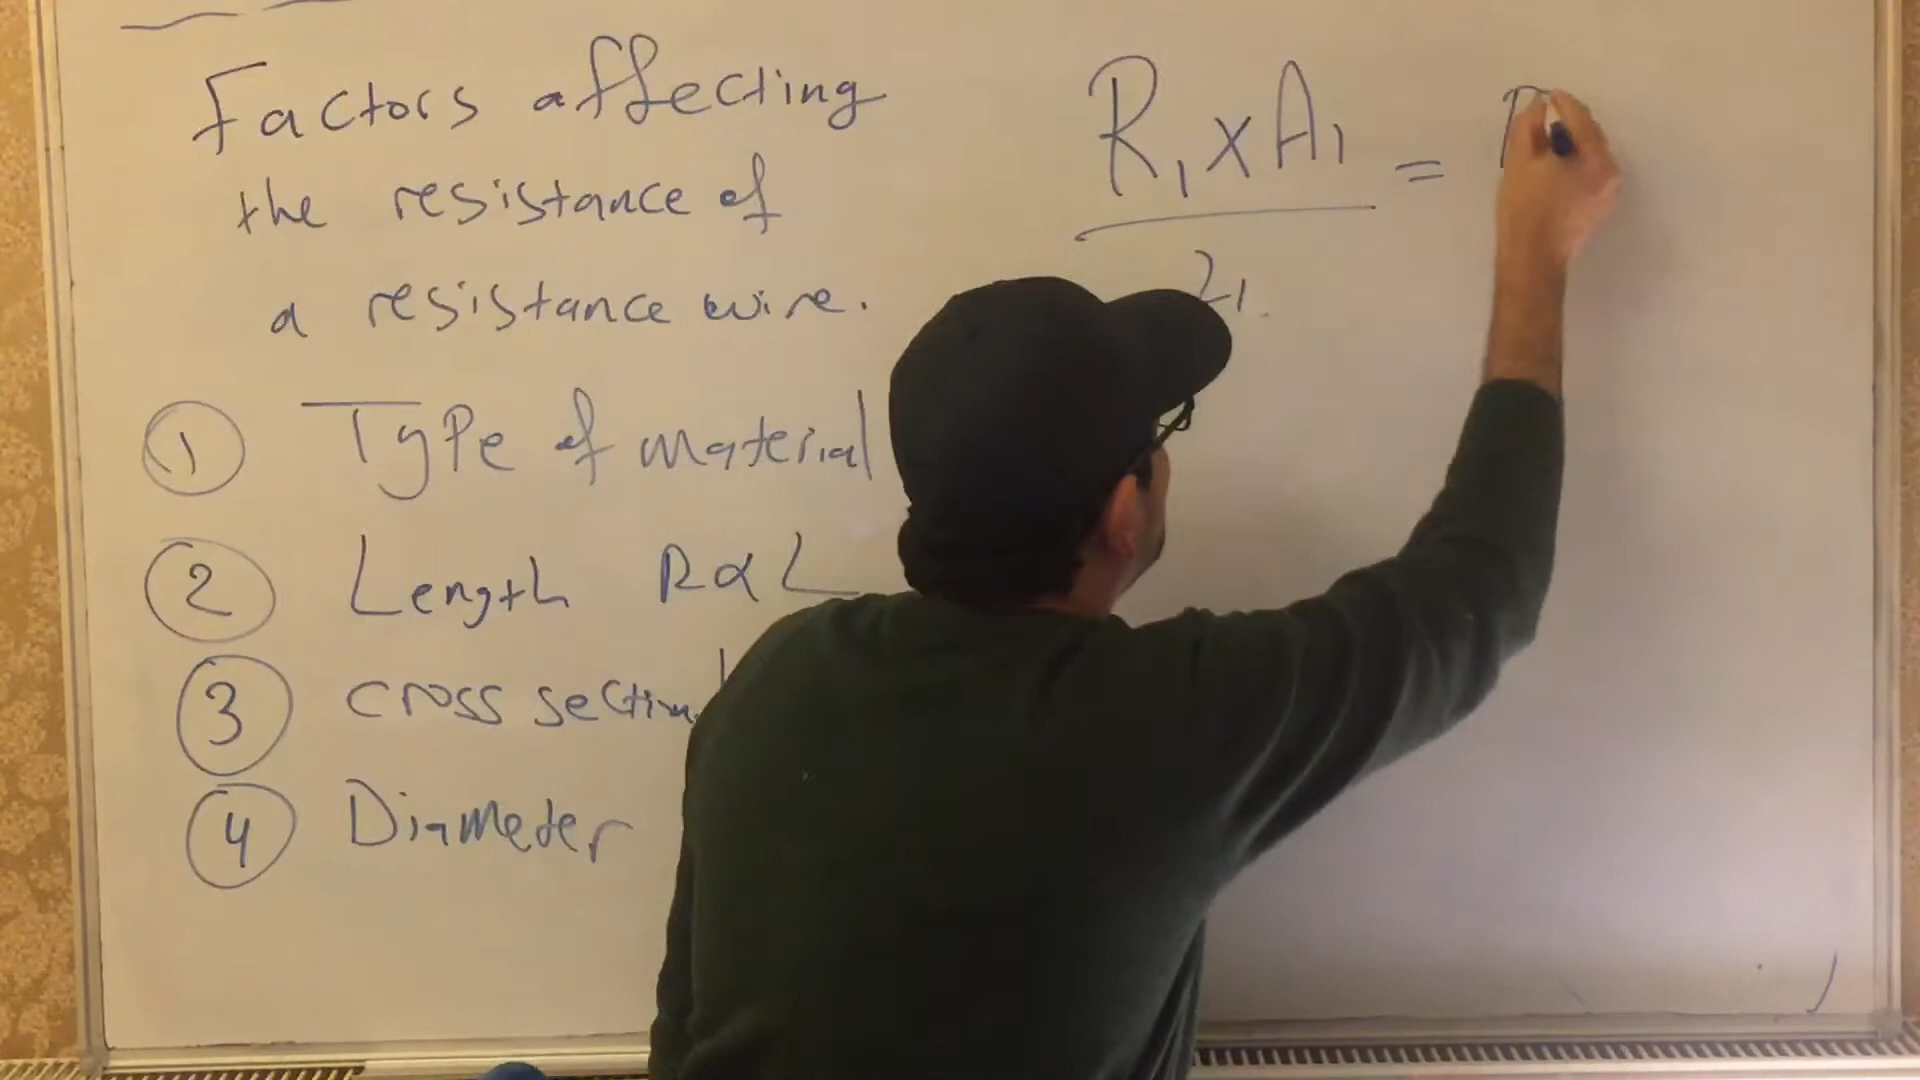 Factors affecting
the resistance of
a resistance wire.
① Type of material
② Length R α L
③ cross section
④ Diameter
R₁ x A₁ =